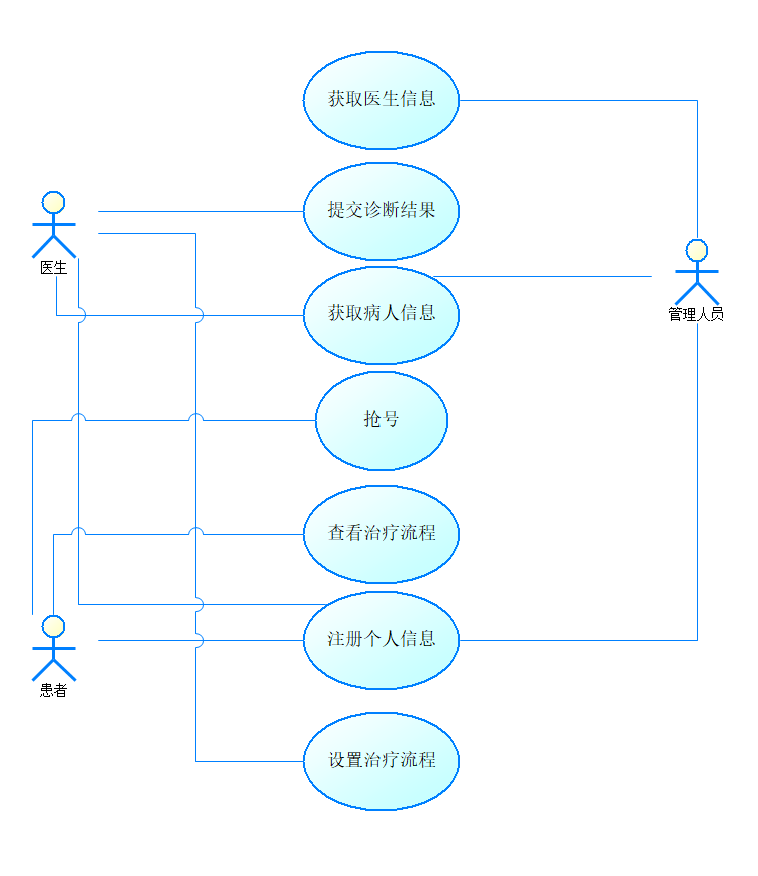 获取医生信息
提交诊断结果
医生
获取病人信息
管理人员
抢号
查看治疗流程
注册个人信息
患者
设置治疗流程